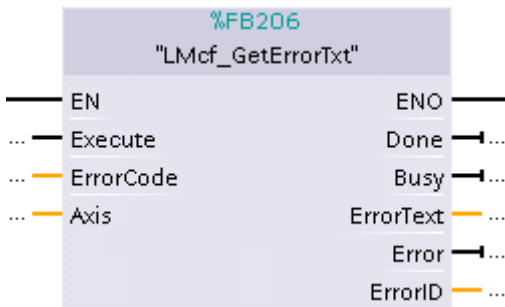 %FB206
"LMcf_GetErrorTxt"
EN ENO
... Execute Done ...
... ErrorCode Busy ...
... Axis ErrorText ...
Error ...
ErrorID ...